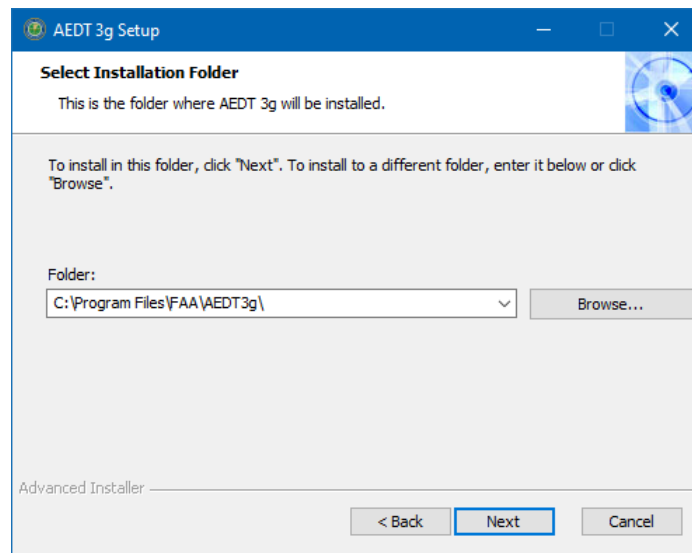 AEDT 3g Setup
Select Installation Folder
This is the folder where AEDT 3g will be installed.
To install in this folder, click "Next". To install to a different folder, enter it below or click
"Browse".
Folder:
C:\Program Files\FAA\AEDT3g\
Browse...
Advanced Installer
< Back
Next
Cancel